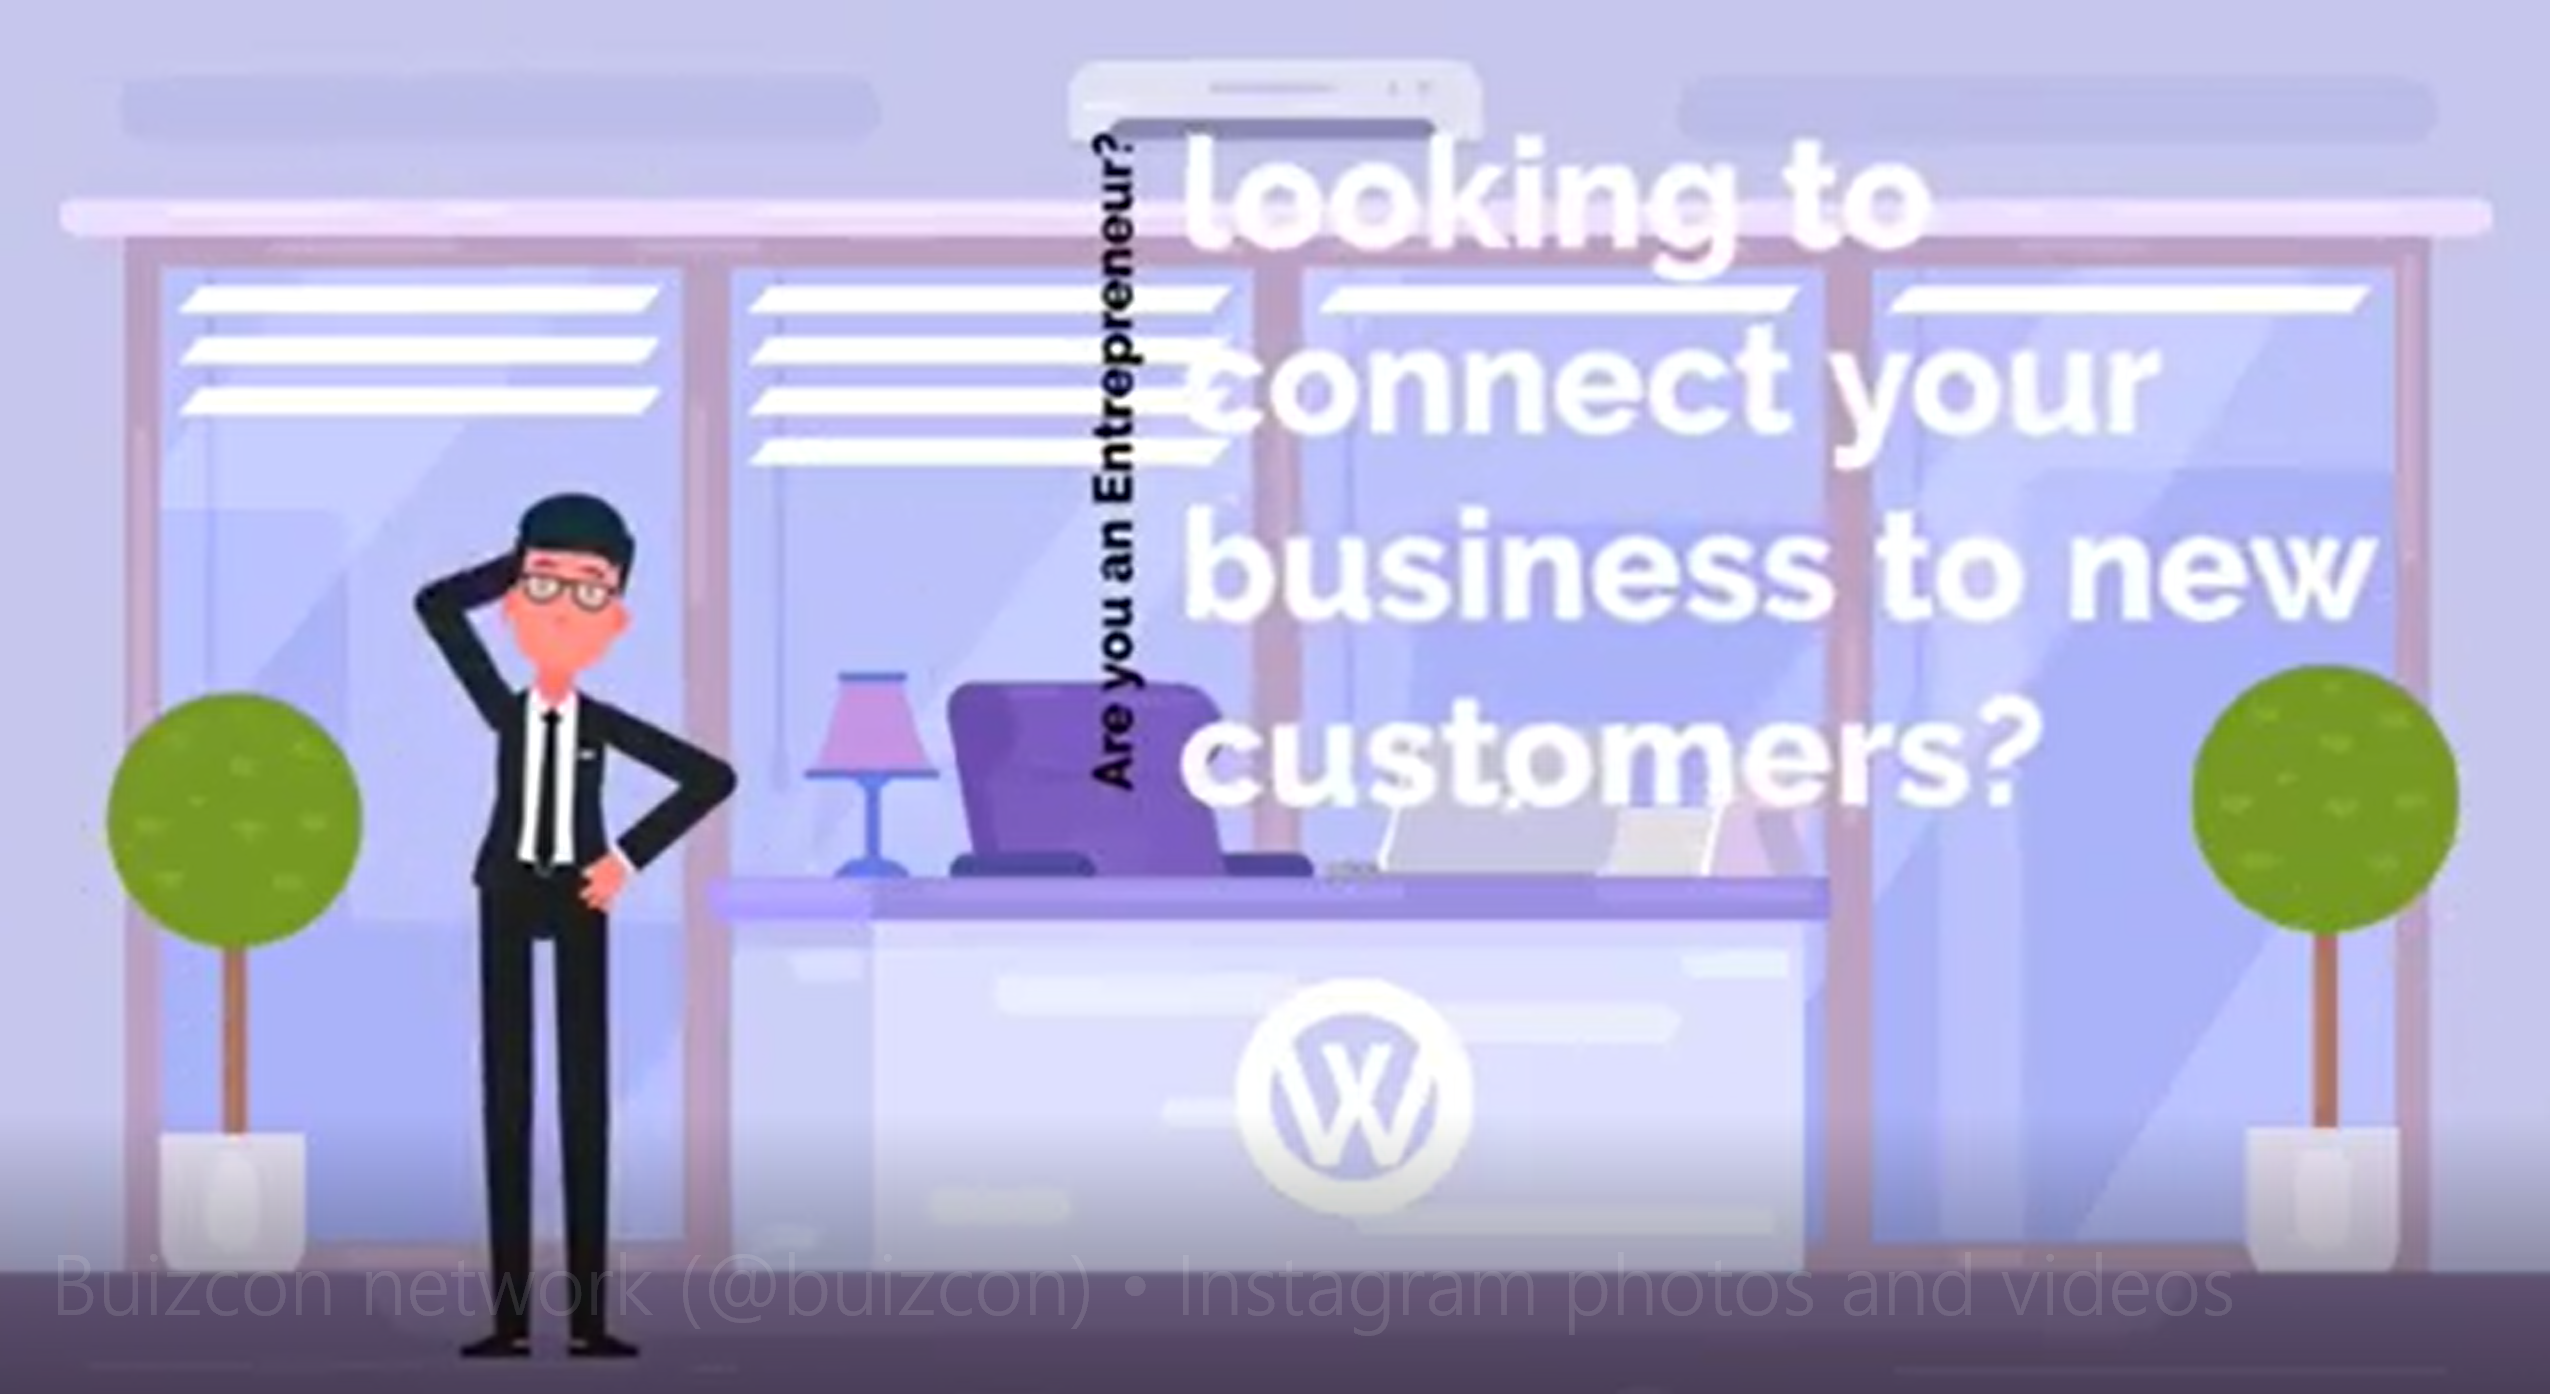 Are you an Entrepreneur?
looking to
connect your
business to new
customers?
W
Buizcon network (@buizcon) • Instagram photos and videos